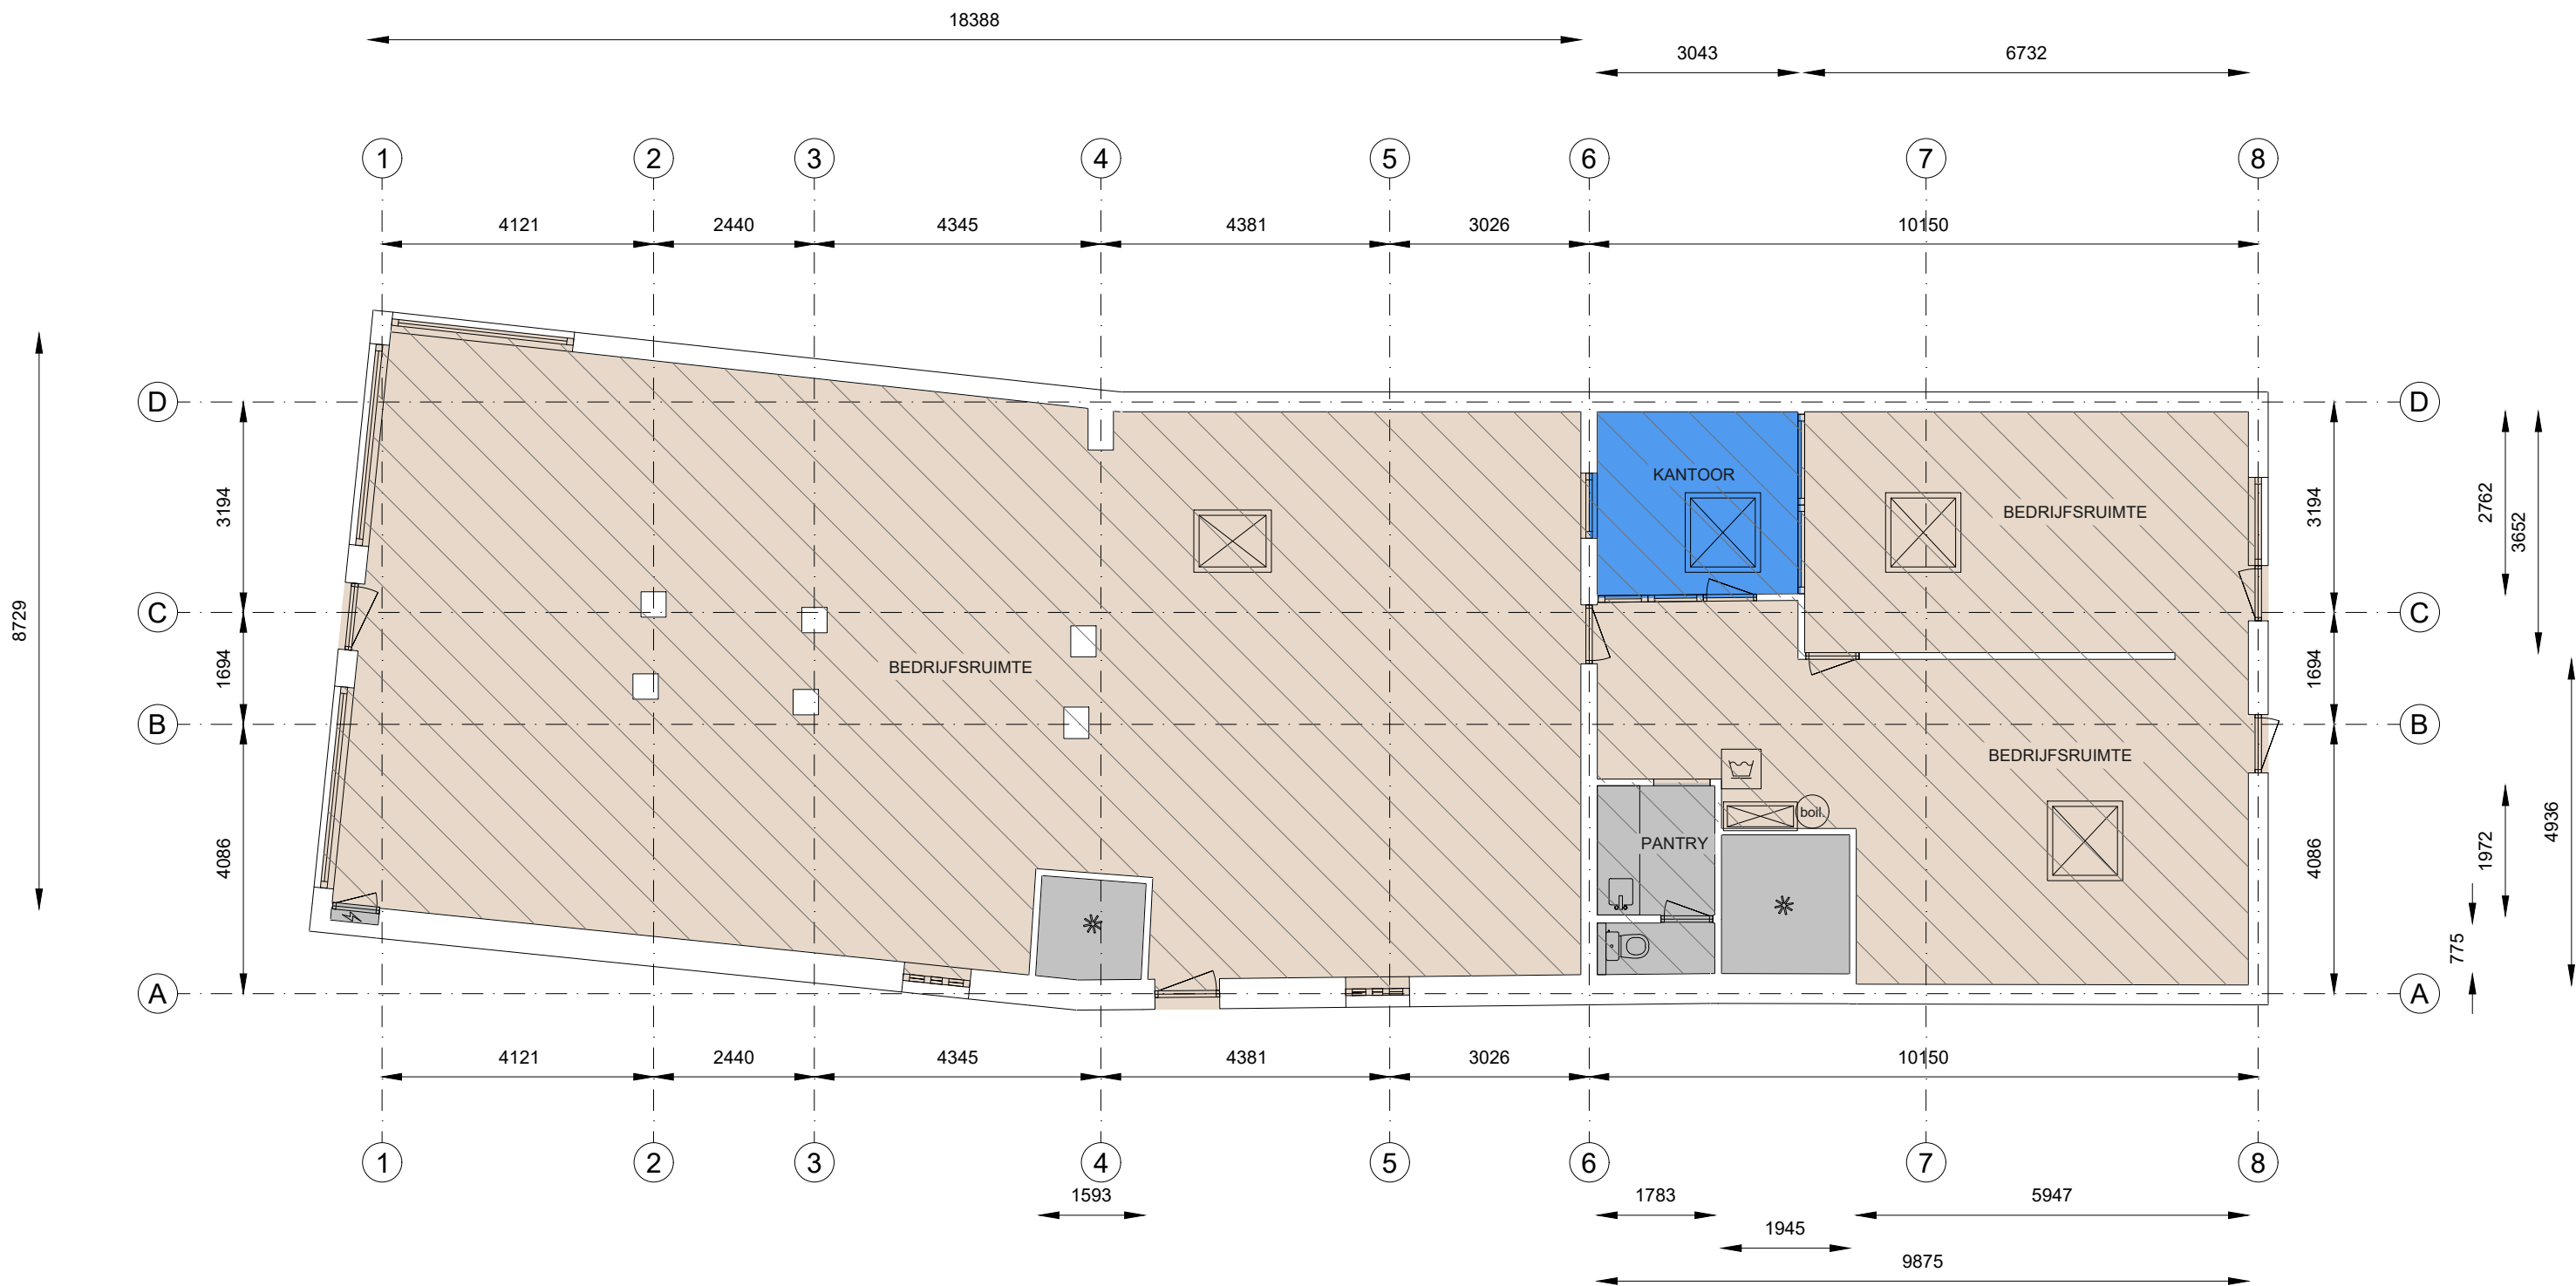 18388
3043 6732
1 2 3 4 5 6 7 8
4121 2440 4345 4381 3026 10150
D D
KANTOOR
BEDRIJFSRUIMTE
3194 3194 2762 3652
8729
C C
BEDRIJFSRUIMTE
1694 1694
B B
BEDRIJFSRUIMTE
boil.
PANTRY
4086 4086 1972 4936
775
A A
4121 2440 4345 4381 3026 10150
1 2 3 4 5 6 7 8
1593 1783 5947
1945
9875